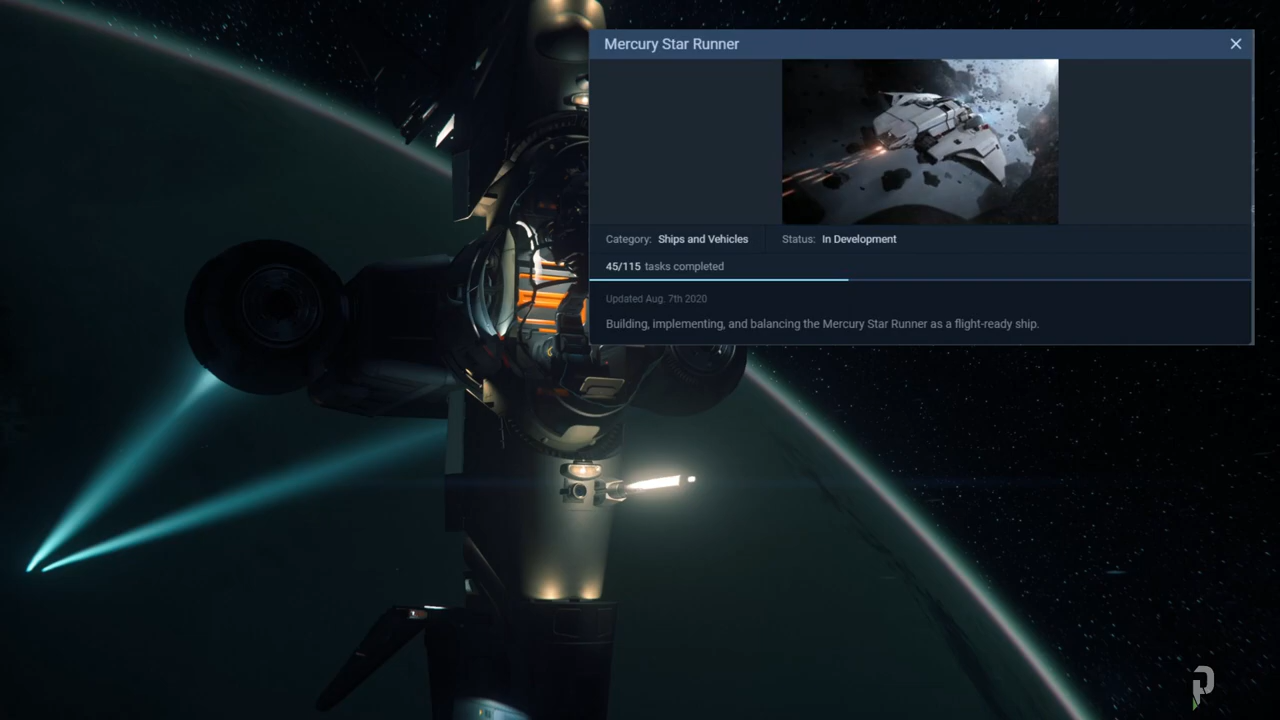 Mercury Star Runner
Category: Ships and Vehicles Status: In Development
45/115 tasks completed
Updated Aug. 7th 2020
Building, implementing, and balancing the Mercury Star Runner as a flight-ready ship.